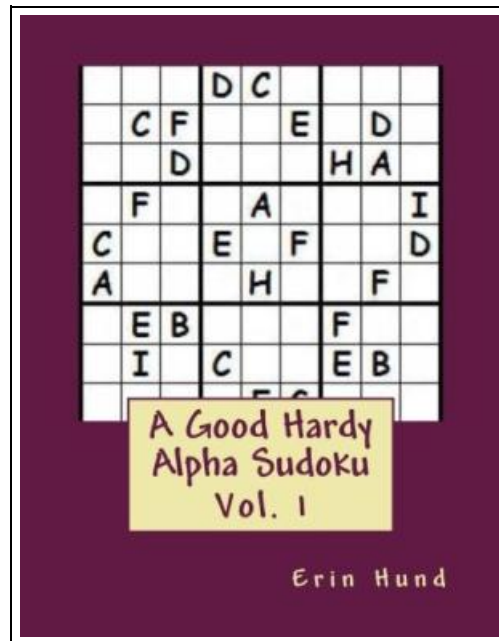 D C
C F E D
D H A
F A I
C E F D
A H F
E B F
I C E B
A Good Hardy
Alpha Sudoku
Vol. 1
Erin Hund